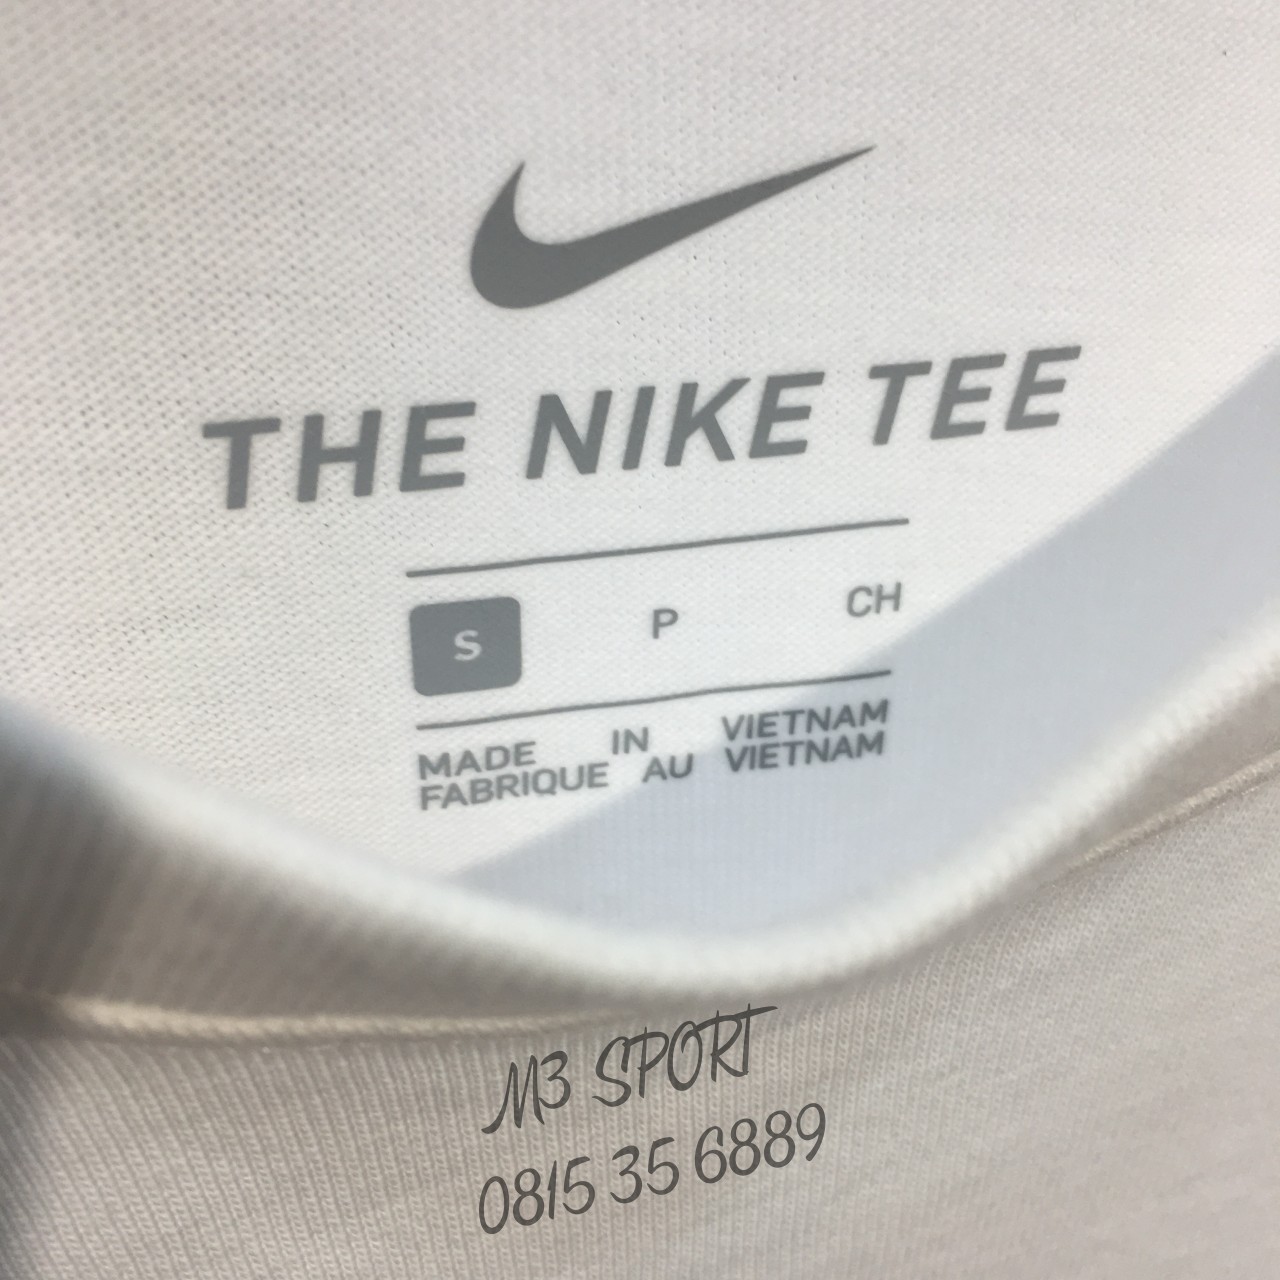 THE NIKE TEE
S P CH
MADE IN VIETNAM
FABRIQUE AU VIETNAM
M3 SPORT
0815 35 6889